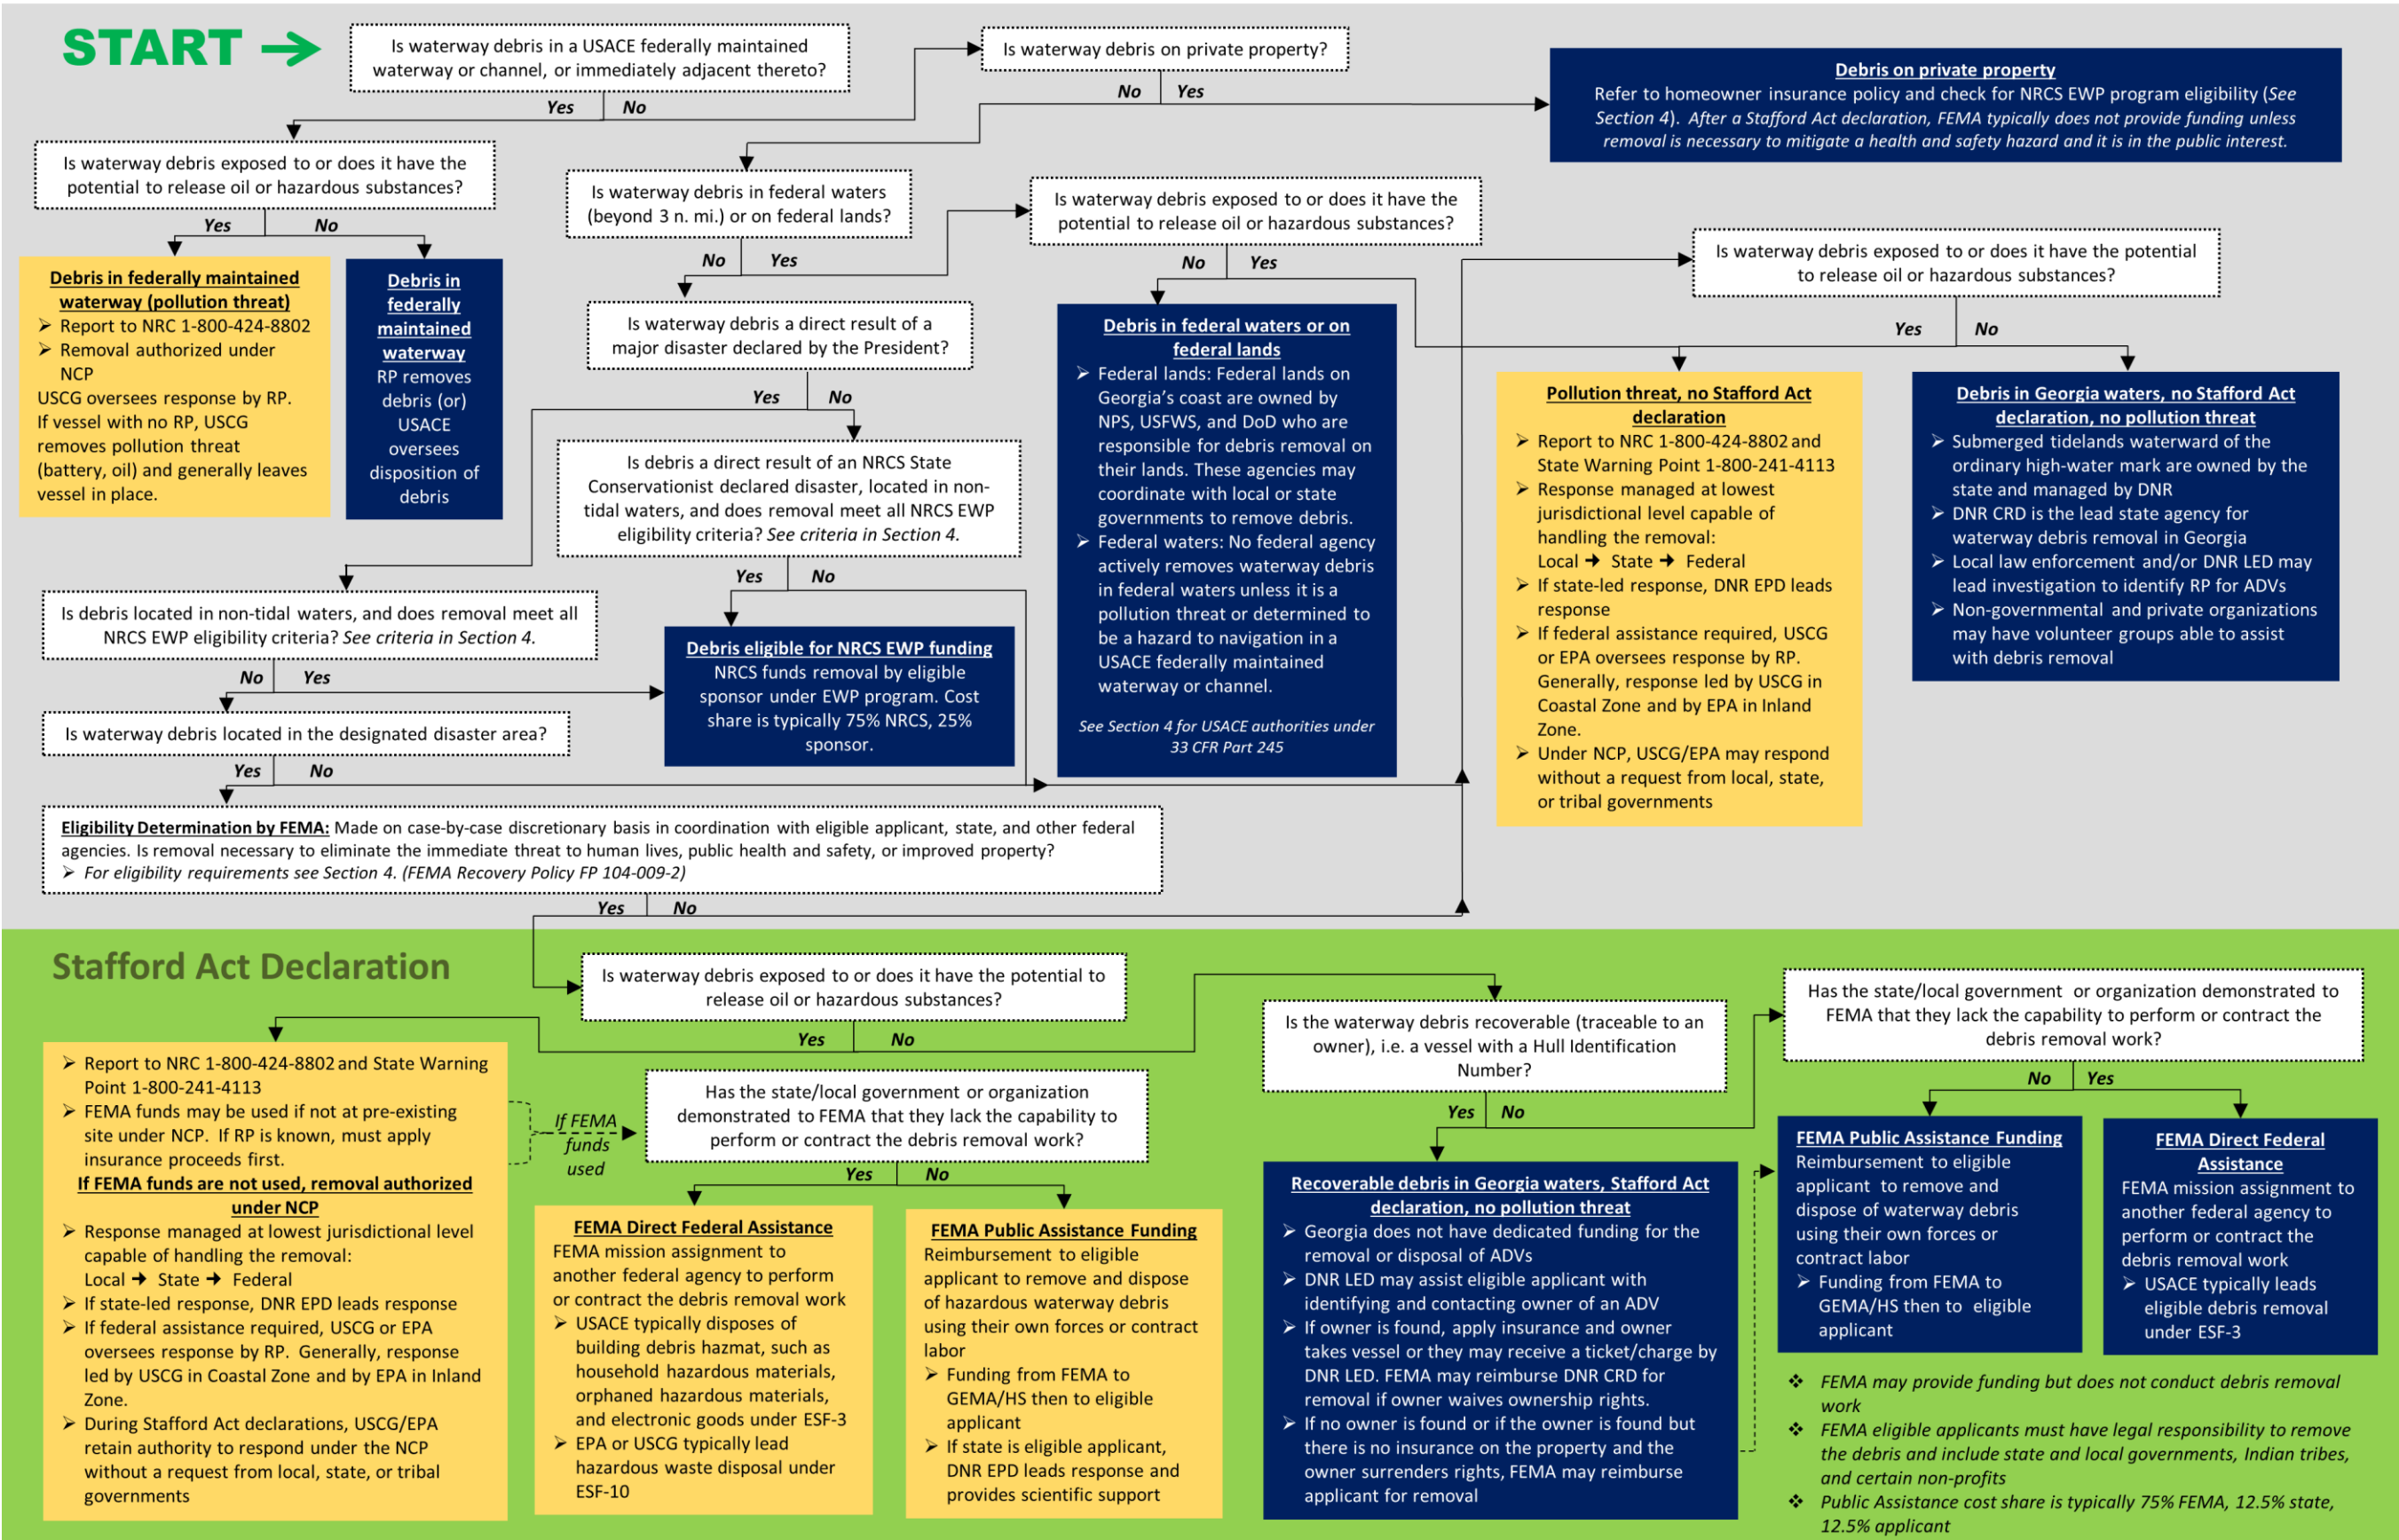 START →
Is waterway debris in a USACE federally maintained
waterway or channel, or immediately adjacent thereto?
Yes No
Is waterway debris on private property?
No Yes
Debris on private property
Refer to homeowner insurance policy and check for NRCS EWP program eligibility (See
Section 4). After a Stafford Act declaration, FEMA typically does not provide funding unless
removal is necessary to mitigate a health and safety hazard and it is in the public interest.
Is waterway debris exposed to or does it have the
potential to release oil or hazardous substances?
Yes No
Debris in federally maintained
waterway (pollution threat)
➢ Report to NRC 1-800-424-8802
➢ Removal authorized under
NCP
USCG oversees response by RP.
If vessel with no RP, USCG
removes pollution threat
(battery, oil) and generally leaves
vessel in place.
Debris in
federally
maintained
waterway
RP removes
debris (or)
USACE
oversees
disposition of
debris
Is waterway debris in federal waters
(beyond 3 n. mi.) or on federal lands?
No Yes
Is waterway debris exposed to or does it have the
potential to release oil or hazardous substances?
No Yes
Debris in federal waters or on
federal lands
➢ Federal lands: Federal lands on
Georgia’s coast are owned by
NPS, USFWS, and DoD who are
responsible for debris removal on
their lands. These agencies may
coordinate with local or state
governments to remove debris.
➢ Federal waters: No federal agency
actively removes waterway debris
in federal waters unless it is a
pollution threat or determined to
be a hazard to navigation in a
USACE federally maintained
waterway or channel.
See Section 4 for USACE authorities under
33 CFR Part 245
Is waterway debris exposed to or does it have the potential
to release oil or hazardous substances?
Yes No
Pollution threat, no Stafford Act
declaration
➢ Report to NRC 1-800-424-8802 and
State Warning Point 1-800-241-4113
➢ Response managed at lowest
jurisdictional level capable of
handling the removal:
Local → State → Federal
➢ If state-led response, DNR EPD leads
response
➢ If federal assistance required, USCG
or EPA oversees response by RP.
Generally, response led by USCG in
Coastal Zone and by EPA in Inland
Zone.
➢ Under NCP, USCG/EPA may respond
without a request from local, state,
or tribal governments
Debris in Georgia waters, no Stafford Act
declaration, no pollution threat
➢ Submerged tidelands waterward of the
ordinary high-water mark are owned by the
state and managed by DNR
➢ DNR CRD is the lead state agency for
waterway debris removal in Georgia
➢ Local law enforcement and/or DNR LED may
lead investigation to identify RP for ADVs
➢ Non-governmental and private organizations
may have volunteer groups able to assist
with debris removal
Is waterway debris a direct result of a
major disaster declared by the President?
Yes No
Is debris a direct result of an NRCS State
Conservationist declared disaster, located in non-
tidal waters, and does removal meet all NRCS EWP
eligibility criteria? See criteria in Section 4.
Yes No
Is debris located in non-tidal waters, and does removal meet all
NRCS EWP eligibility criteria? See criteria in Section 4.
No Yes
Debris eligible for NRCS EWP funding
NRCS funds removal by eligible
sponsor under EWP program. Cost
share is typically 75% NRCS, 25%
sponsor.
Is waterway debris located in the designated disaster area?
Yes No
Eligibility Determination by FEMA: Made on case-by-case discretionary basis in coordination with eligible applicant, state, and other federal
agencies. Is removal necessary to eliminate the immediate threat to human lives, public health and safety, or improved property?
➢ For eligibility requirements see Section 4. (FEMA Recovery Policy FP 104-009-2)
Yes No
Stafford Act Declaration
Is waterway debris exposed to or does it have the potential to
release oil or hazardous substances?
Yes No
➢ Report to NRC 1-800-424-8802 and State Warning
Point 1-800-241-4113
➢ FEMA funds may be used if not at pre-existing
site under NCP. If RP is known, must apply
insurance proceeds first.
If FEMA funds are not used, removal authorized
under NCP
➢ Response managed at lowest jurisdictional level
capable of handling the removal:
Local → State → Federal
➢ If state-led response, DNR EPD leads response
➢ If federal assistance required, USCG or EPA
oversees response by RP. Generally, response
led by USCG in Coastal Zone and by EPA in Inland
Zone.
➢ During Stafford Act declarations, USCG/EPA
retain authority to respond under the NCP
without a request from local, state, or tribal
governments
If FEMA
funds
used
Has the state/local government or organization
demonstrated to FEMA that they lack the capability to
perform or contract the debris removal work?
Yes No
FEMA Direct Federal Assistance
FEMA mission assignment to
another federal agency to perform
or contract the debris removal work
➢ USACE typically disposes of
building debris hazmat, such as
household hazardous materials,
orphaned hazardous materials,
and electronic goods under ESF-3
➢ EPA or USCG typically lead
hazardous waste disposal under
ESF-10
FEMA Public Assistance Funding
Reimbursement to eligible
applicant to remove and dispose
of hazardous waterway debris
using their own forces or contract
labor
➢ Funding from FEMA to
GEMA/HS then to eligible
applicant
➢ If state is eligible applicant,
DNR EPD leads response and
provides scientific support
Is the waterway debris recoverable (traceable to an
owner), i.e. a vessel with a Hull Identification
Number?
Yes No
Recoverable debris in Georgia waters, Stafford Act
declaration, no pollution threat
➢ Georgia does not have dedicated funding for the
removal or disposal of ADVs
➢ DNR LED may assist eligible applicant with
identifying and contacting owner of an ADV
➢ If owner is found, apply insurance and owner
takes vessel or they may receive a ticket/charge by
DNR LED. FEMA may reimburse DNR CRD for
removal if owner waives ownership rights.
➢ If no owner is found or if the owner is found but
there is no insurance on the property and the
owner surrenders rights, FEMA may reimburse
applicant for removal
Has the state/local government or organization demonstrated to
FEMA that they lack the capability to perform or contract the
debris removal work?
No Yes
FEMA Public Assistance Funding
Reimbursement to eligible
applicant to remove and
dispose of waterway debris
using their own forces or
contract labor
➢ Funding from FEMA to
GEMA/HS then to eligible
applicant
FEMA Direct Federal
Assistance
FEMA mission assignment to
another federal agency to
perform or contract the
debris removal work
➢ USACE typically leads
eligible debris removal
under ESF-3
❖ FEMA may provide funding but does not conduct debris removal
work
❖ FEMA eligible applicants must have legal responsibility to remove
the debris and include state and local governments, Indian tribes,
and certain non-profits
❖ Public Assistance cost share is typically 75% FEMA, 12.5% state,
12.5% applicant